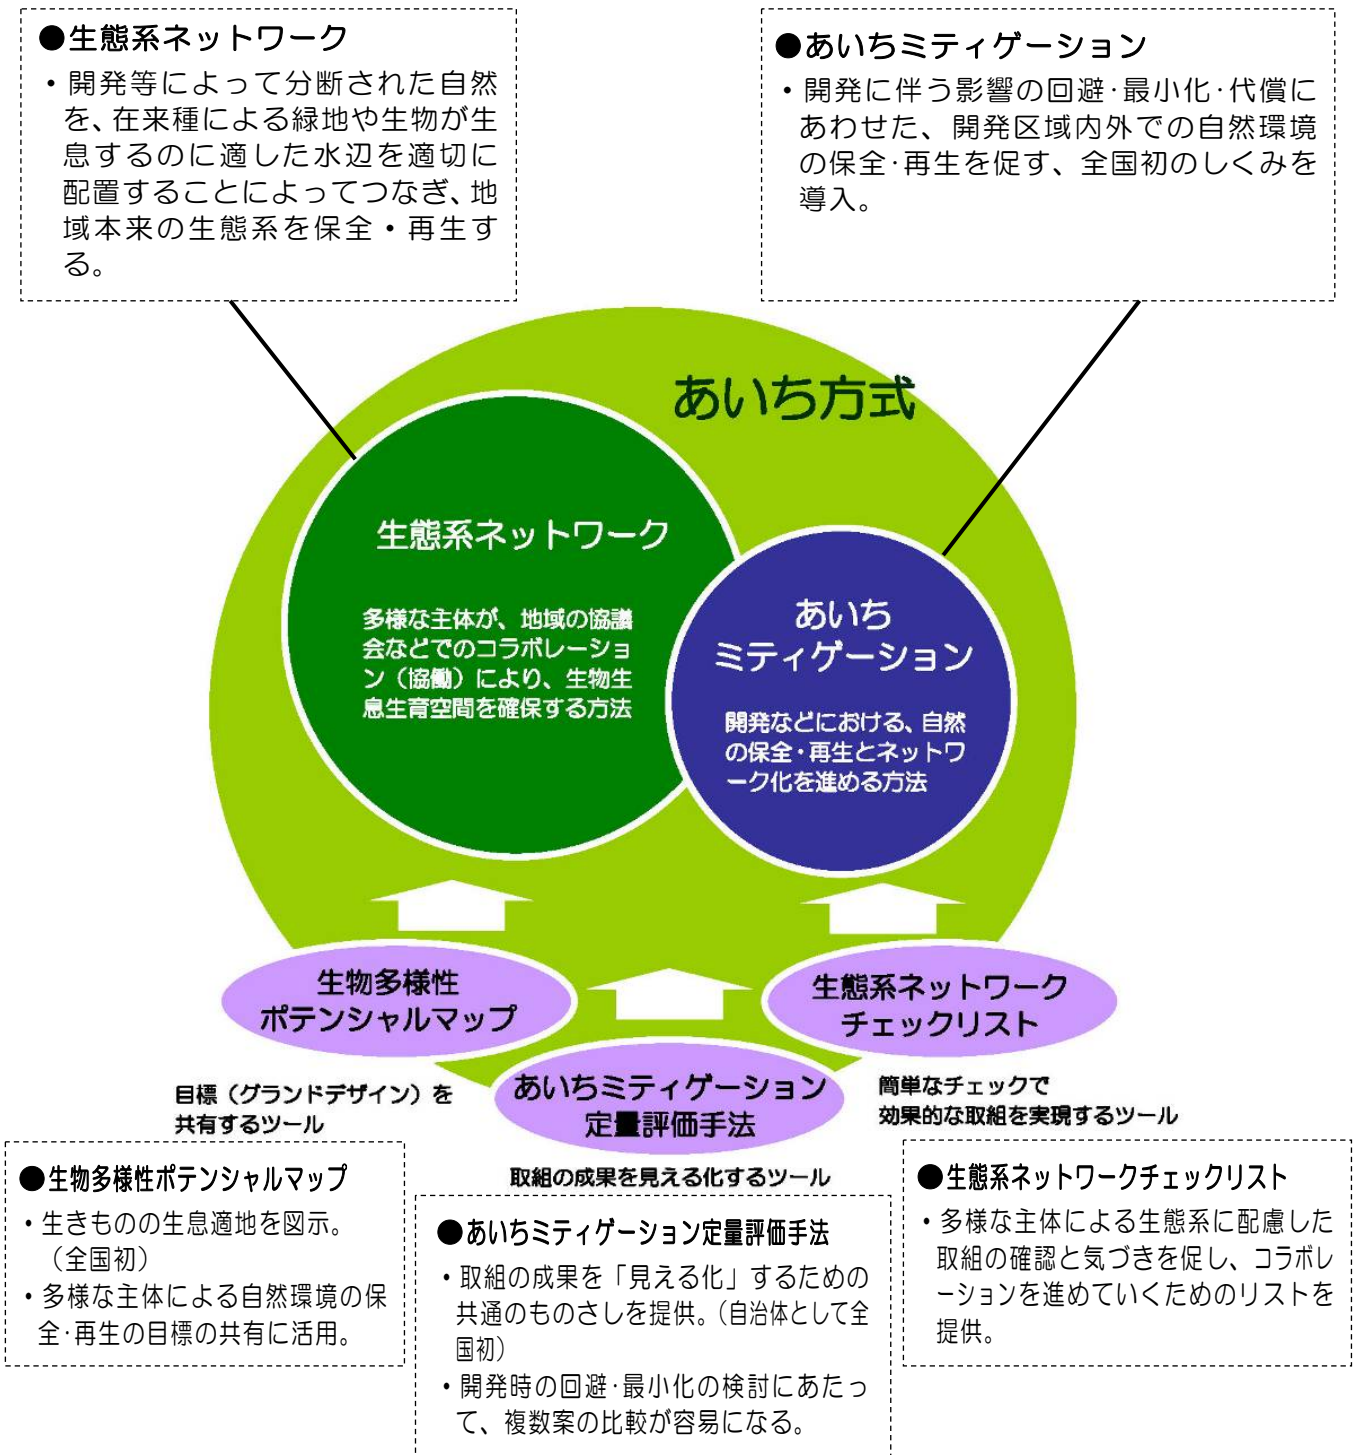 ●生態系ネットワーク
・開発等によって分断された自然
を、在来種による緑地や生物が生
息するのに適した水辺を適切に
配置することによってつなぎ、地
域本来の生態系を保全・再生す
る。
●あいちミティゲーション
・開発に伴う影響の回避・最小化・代償に
あわせた、開発区域内外での自然環境
の保全・再生を促す、全国初のしくみを
導入。
あいち方式
生態系ネットワーク
多様な主体が、地域の協議
会などでのコラボレーショ
ン（協働）により、生物生
息生育空間を確保する方法
あいち
ミティゲーション
開発などにおける、自然
の保全・再生とネットワ
ーク化を進める方法
生物多様性
ポテンシャルマップ
目標（グランドデザイン）を
共有するツール
あいちミティゲーション
定量評価手法
取組の成果を見える化するツール
生態系ネットワーク
チェックリスト
簡単なチェックで
効果的な取組を実現するツール
●生物多様性ポテンシャルマップ
・生きものの生息適地を図示。
（全国初）
・多様な主体による自然環境の保
全・再生の目標の共有に活用。
●あいちミティゲーション定量評価手法
・取組の成果を「見える化」するための
共通のものさしを提供。（自治体として全
国初）
・開発時の回避・最小化の検討にあたっ
て、複数案の比較が容易になる。
●生態系ネットワークチェックリスト
・多様な主体による生態系に配慮した
取組の確認と気づきを促し、コラボレ
ーションを進めていくためのリストを
提供。